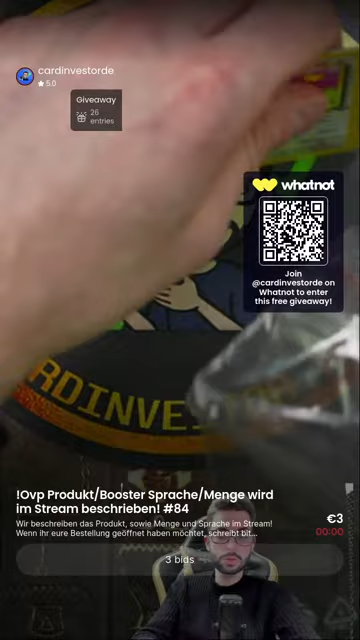 cardinvestorde
★ 5.0
Giveaway
26
entries
whatnot
Join
@cardinvestorde on
Whatnot to enter
this free giveaway!
RDINVE
!Ovp Produkt/Booster Sprache/Menge wird
im Stream beschrieben! #84
€3
Wir beschreiben das Produkt, sowie Menge und Sprache im Stream!
00:00
Wenn ihr eure Bestellung geöffnet haben möchtet, schreibt bit...
3 bids